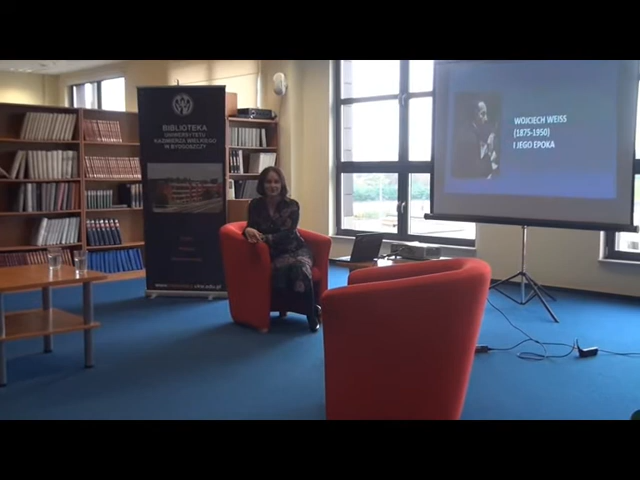 BIBLIOTEKA
UNIWERSYTETU
KAZIMIERZA WIELKIEGO
W BYDGOSZCZY
WOJCIECH WEISS
(1875-1950)
I JEGO EPOKA